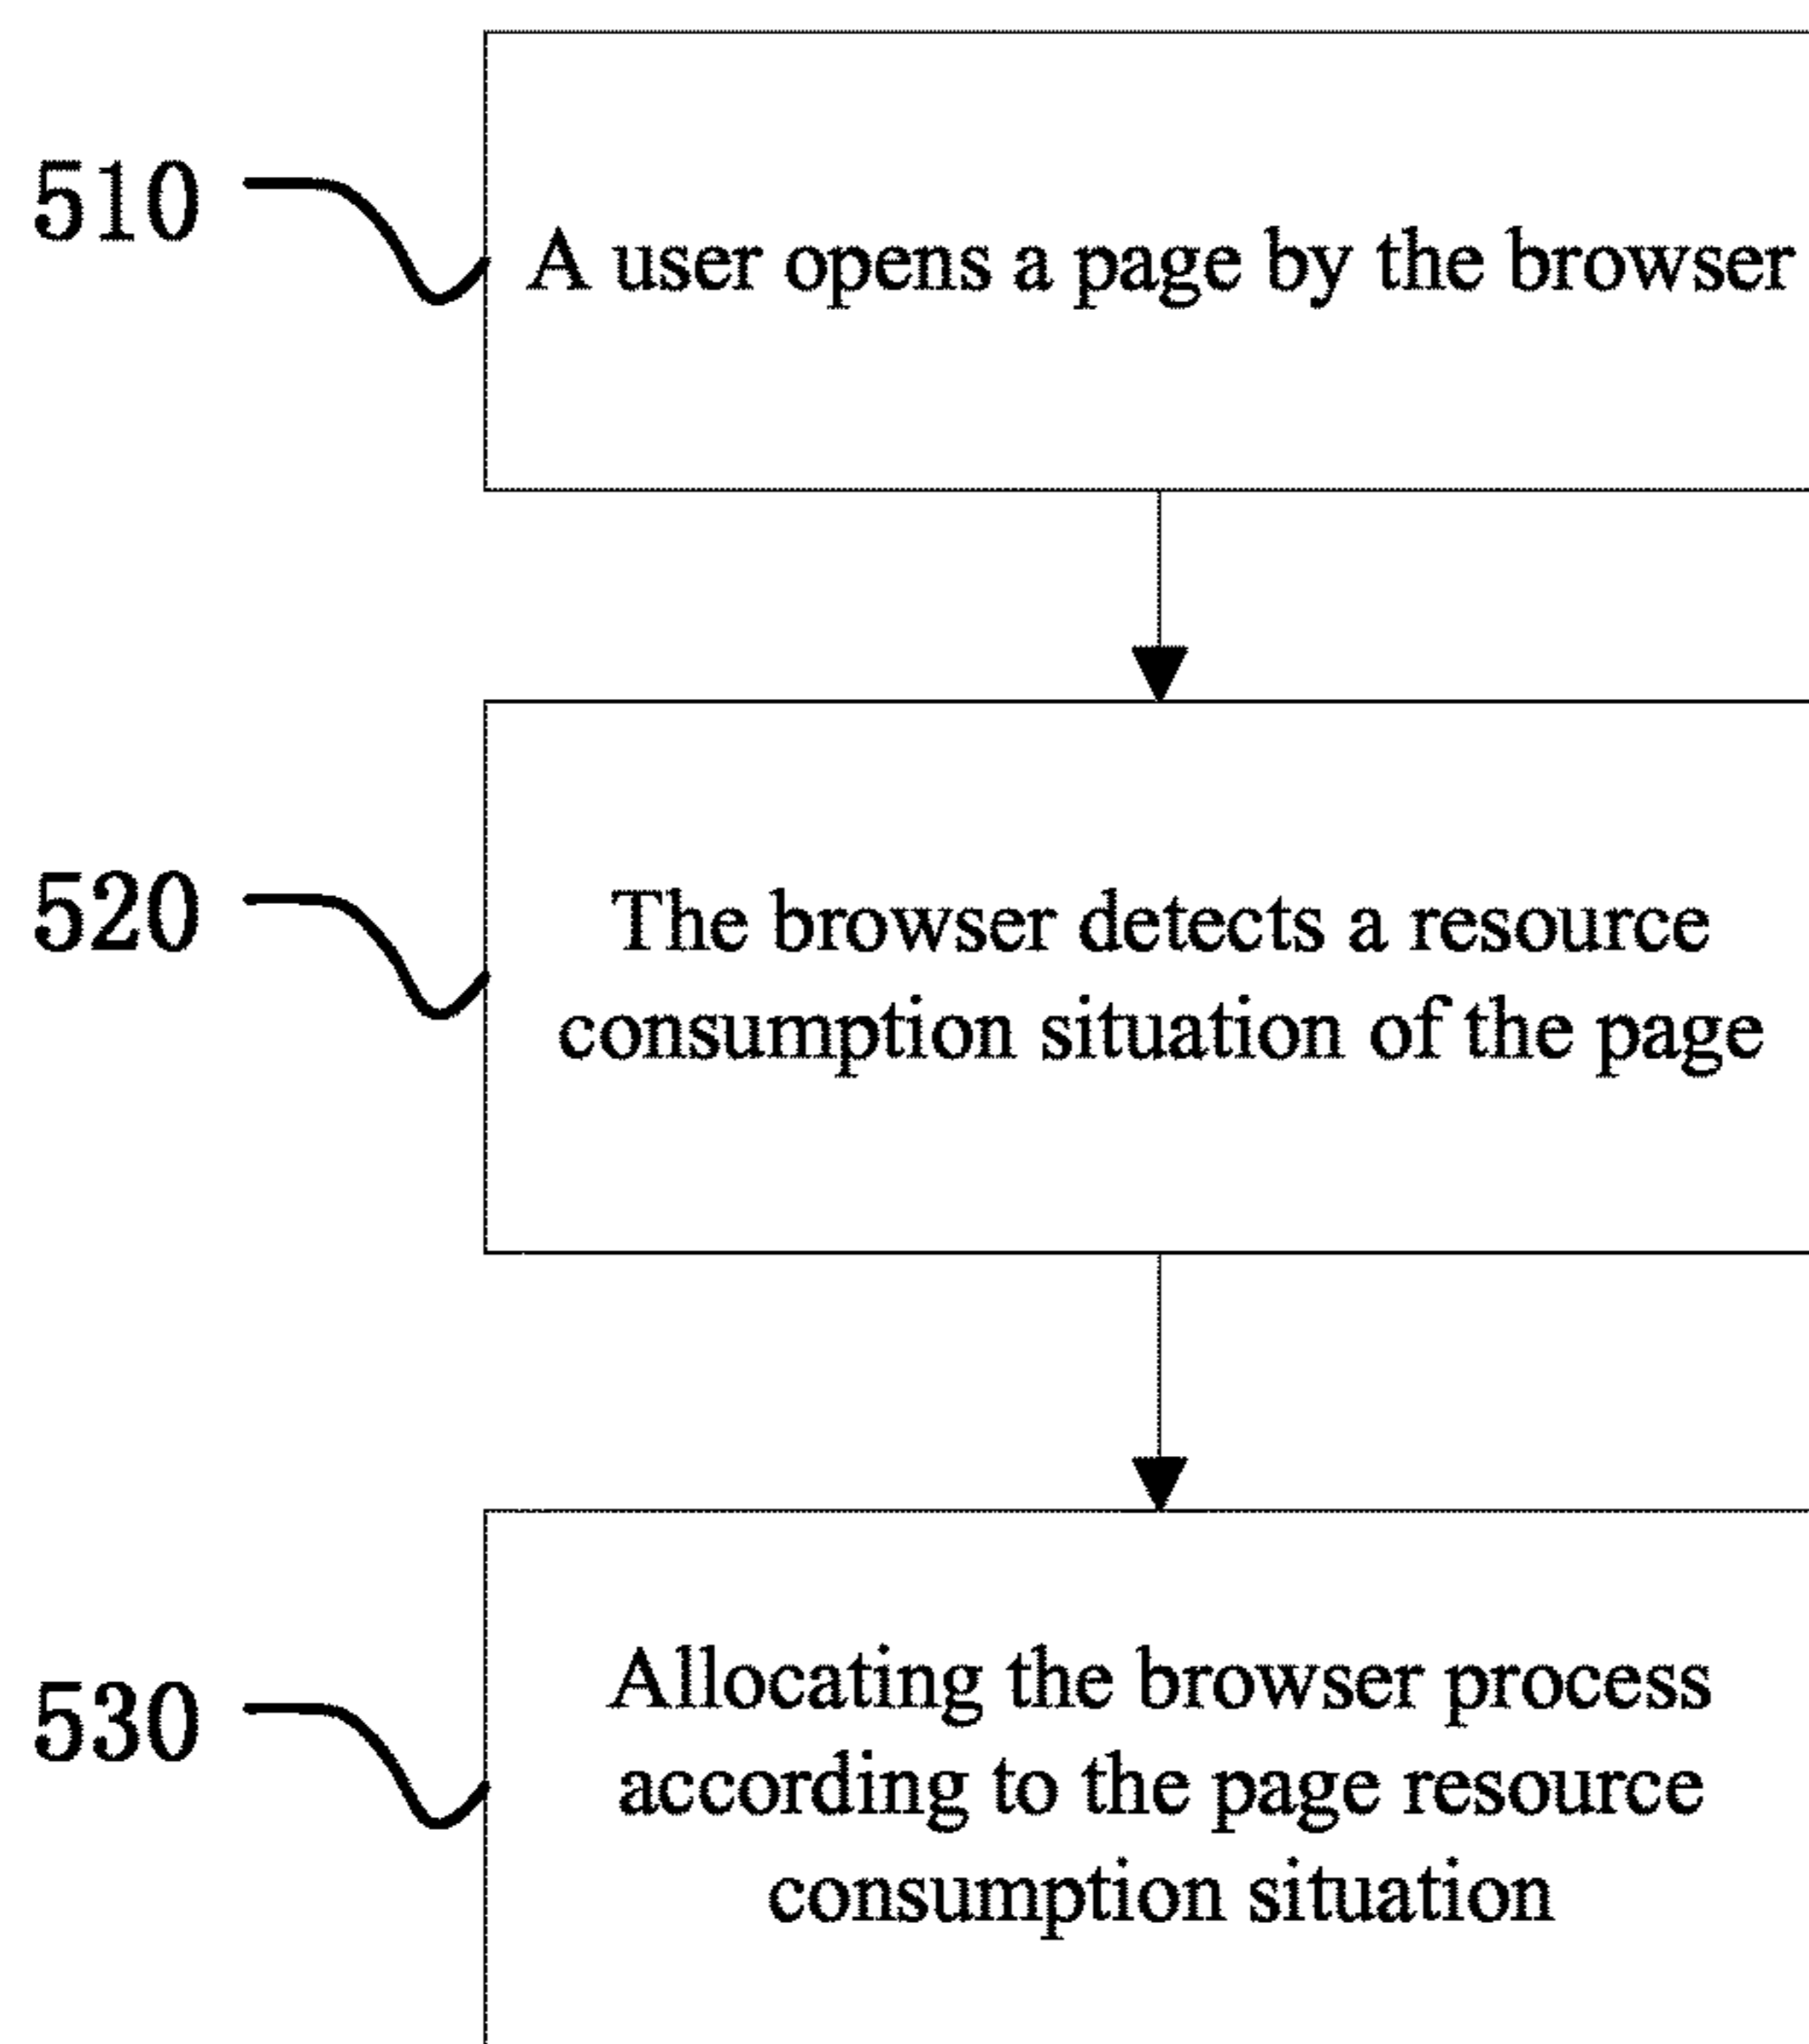 510
A user opens a page by the browser
520
The browser detects a resource
consumption situation of the page
530
Allocating the browser process
according to the page resource
consumption situation